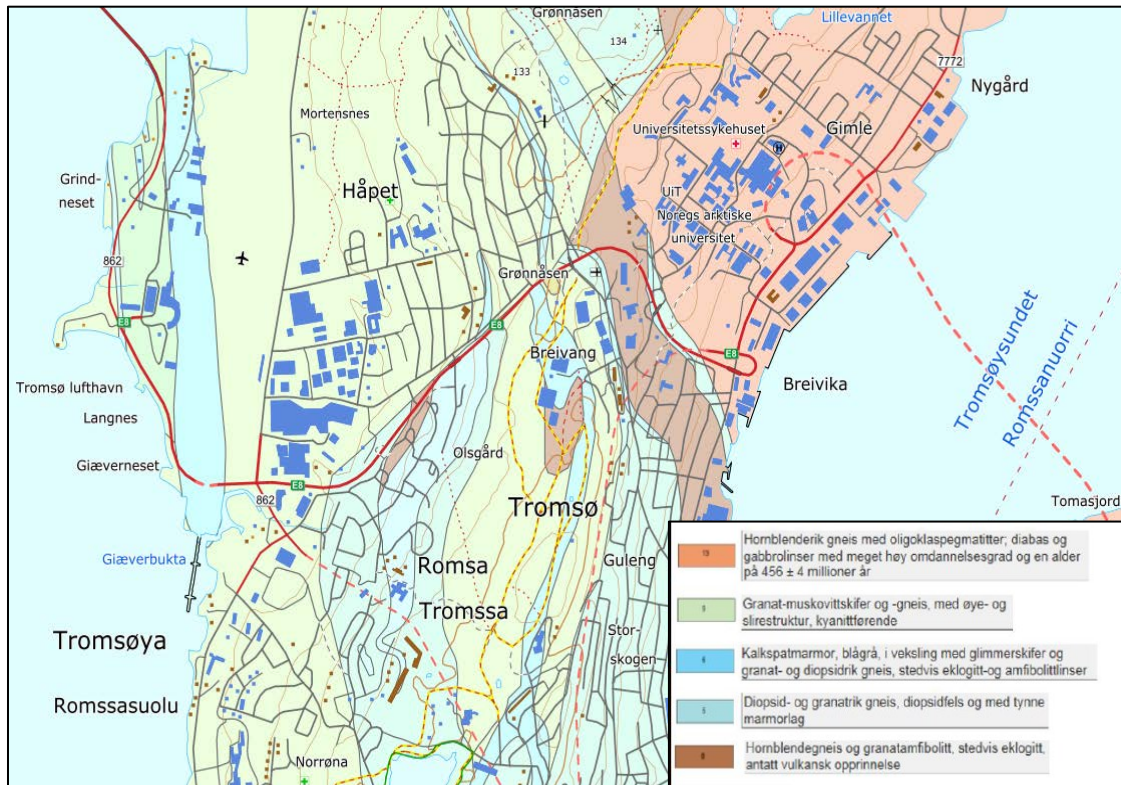 Grønnåsen
134
133
Lillevannet
7772
Nygård
Mortensnes
Universitetssykehuset
Gimle
H
Grind-
neset
Håpet
UiT
Noregs arktiske
universitet
862
Grønnåsen
E8
E8
Breivang
E8
Breivika
Tromsøysundet
Romssanuorri
Tromsø lufthavn
Langnes
Giæverneset
Olsgård
E8
862
Tromsø
Tomasjord
Giæverbukta
Romsa
Guleng
Tromssa
Stor-
skogen
Tromsøya
Romssasuolu
Norrøna
Hornblenderik gneis med oligoklaspegmatitter; diabas og
gabbrolinser med meget høy omdannelsesgrad og en alder
på 456 ± 4 millioner år
Granat-muskovittskifer og -gneis, med øye- og
slirestruktur, kyanittførende
Kalkspatmarmor, blågrå, i veksling med glimmerskifer og
granat- og diopsidrik gneis, stedvis eklogitt-og amfibolittlinser
Diopsid- og granatrik gneis, diopsidfels og med tynne
marmorlag
Hornblendegneis og granatamfibolitt, stedvis eklogitt,
antatt vulkansk opprinnelse